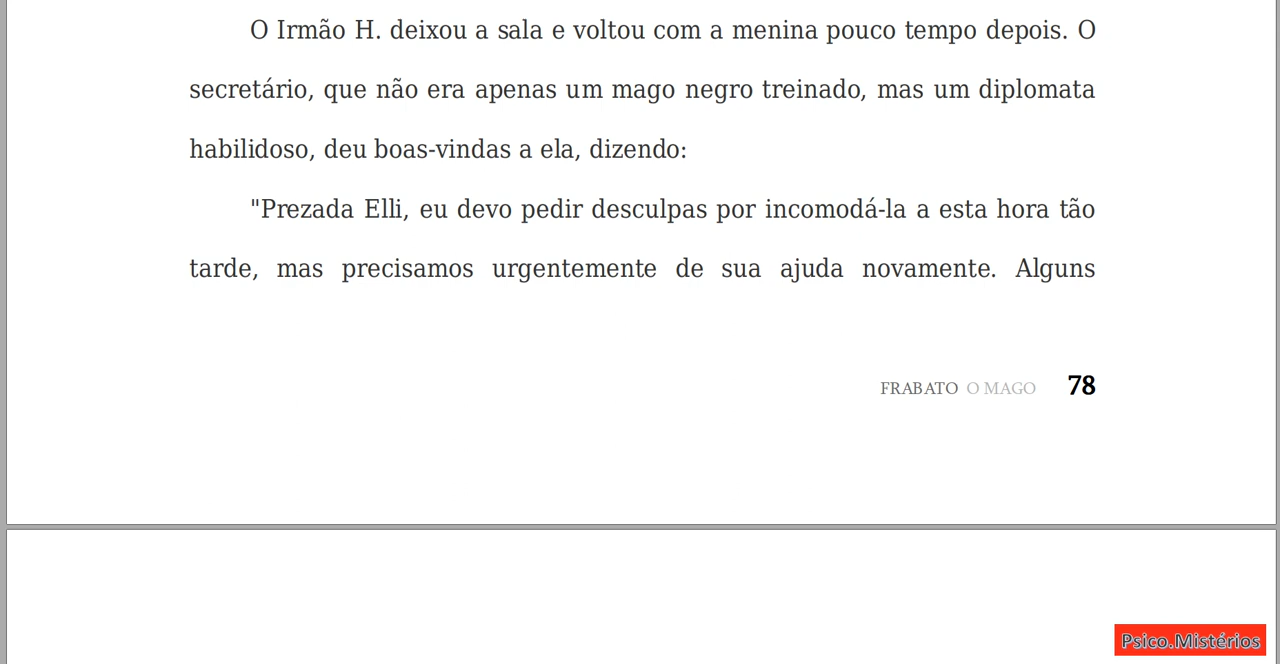 O Irmão H. deixou a sala e voltou com a menina pouco tempo depois. O
secretário, que não era apenas um mago negro treinado, mas um diplomata
habilidoso, deu boas-vindas a ela, dizendo:
"Prezada Elli, eu devo pedir desculpas por incomodá-la a esta hora tão
tarde, mas precisamos urgentemente de sua ajuda novamente. Alguns
FRABATO O MAGO 78
Psico.Mistérios